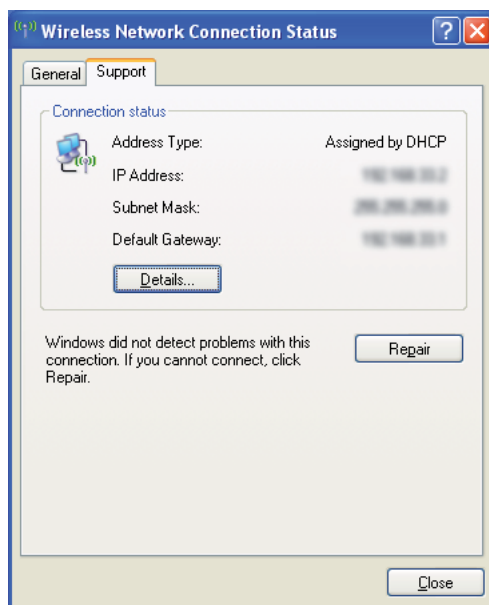 Wireless Network Connection Status
General Support
Connection status
Address Type: Assigned by DHCP
IP Address:
Subnet Mask:
Default Gateway:
Details...
Windows did not detect problems with this
connection. If you cannot connect, click
Repair.
Repair
Close